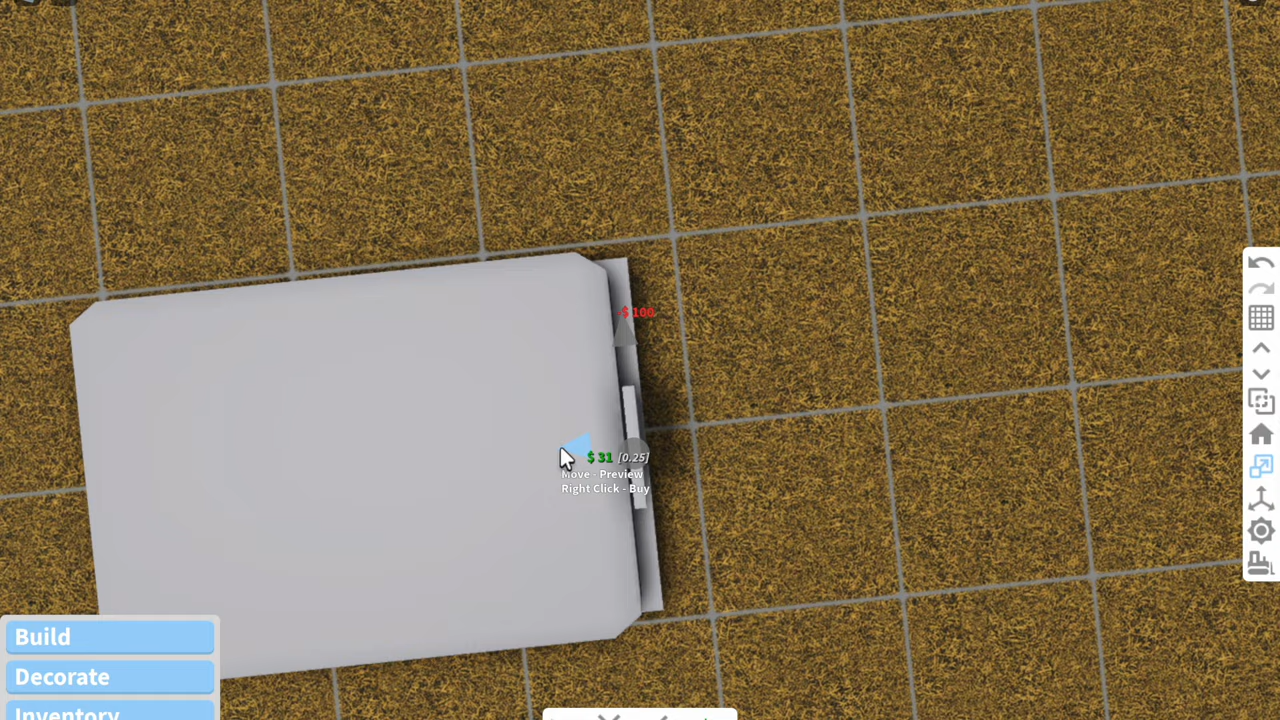 -$ 100
$ 31 [0.25]
Move - Preview
Right Click - Buy
Build
Decorate
Inventory